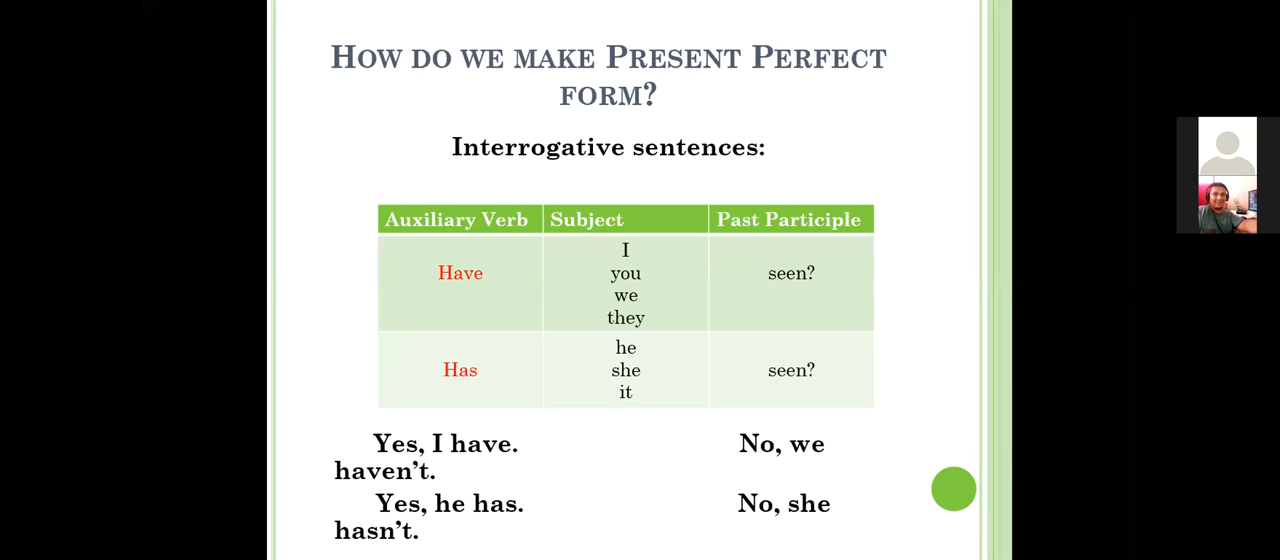 HOW DO WE MAKE PRESENT PERFECT
FORM?
Interrogative sentences:
Auxiliary Verb Subject Past Participle
I
Have you seen?
we
they
he
Has she seen?
it
Yes, I have. No, we
haven't.
Yes, he has. No, she
hasn't.